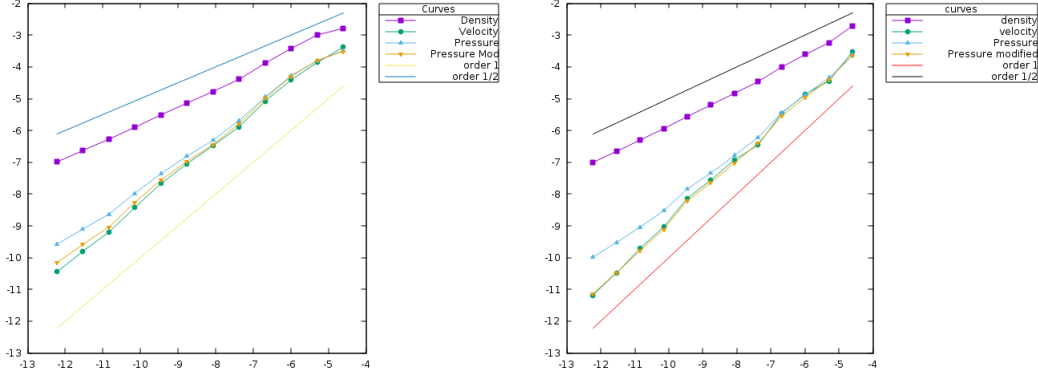 -2
-3
-4
-5
-6
-7
-8
-9
-10
-11
-12
-13
-13 -12 -11 -10 -9 -8 -7 -6 -5 -4
Curves
Density
Velocity
Pressure
Pressure Mod
order 1
order 1/2
-2
-3
-4
-5
-6
-7
-8
-9
-10
-11
-12
-13
-13 -12 -11 -10 -9 -8 -7 -6 -5 -4
curves
density
velocity
Pressure
Pressure modified
order 1
order 1/2